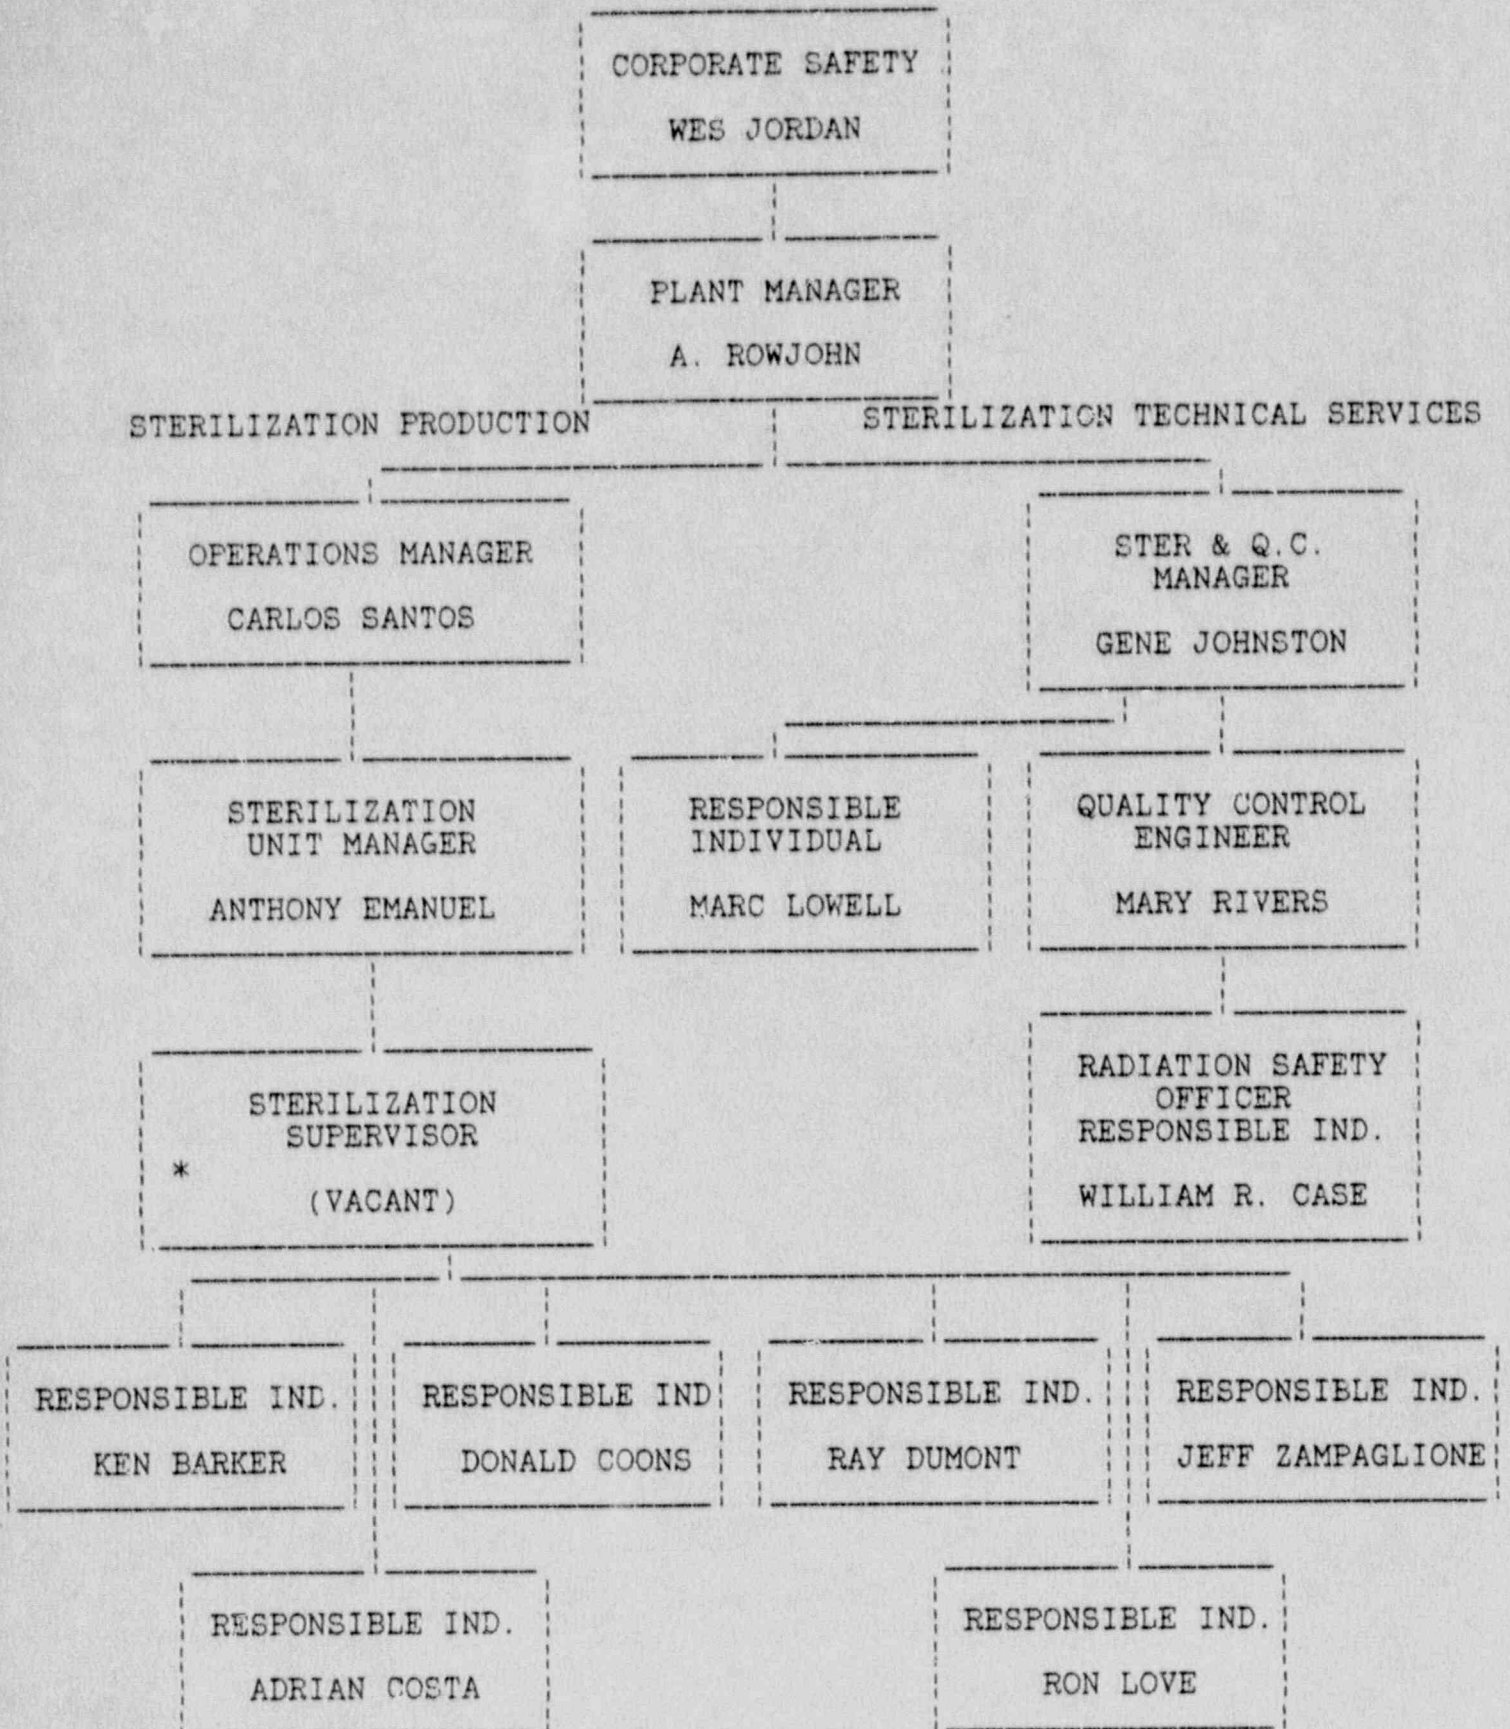 CORPORATE SAFETY
WES JORDAN
PLANT MANAGER
A. ROWJOHN
STERILIZATION PRODUCTION
STERILIZATION TECHNICAL SERVICES
OPERATIONS MANAGER
CARLOS SANTOS
STER & Q.C.
MANAGER
GENE JOHNSTON
STERILIZATION
UNIT MANAGER
ANTHONY EMANUEL
RESPONSIBLE
INDIVIDUAL
MARC LOWELL
QUALITY CONTROL
ENGINEER
MARY RIVERS
STERILIZATION
SUPERVISOR
*
(VACANT)
RADIATION SAFETY
OFFICER
RESPONSIBLE IND.
WILLIAM R. CASE
RESPONSIBLE IND.
KEN BARKER
RESPONSIBLE IND
DONALD COONS
RESPONSIBLE IND.
RAY DUMONT
RESPONSIBLE IND.
JEFF ZAMPAGLIONE
RESPONSIBLE IND.
ADRIAN COSTA
RESPONSIBLE IND.
RON LOVE